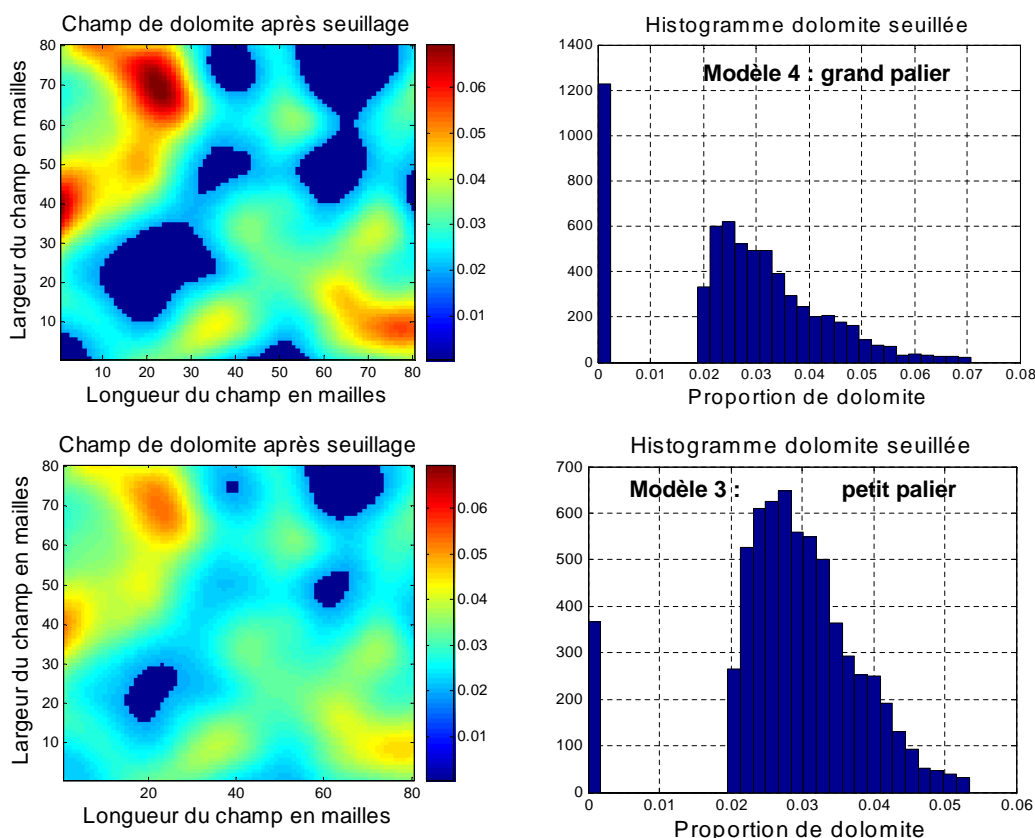 Champ de dolomite après seuillage
80
70
60
50
40
30
20
10
Largeur du champ en mailles
10 20 30 40 50 60 70 80
Longueur du champ en mailles
0.06
0.05
0.04
0.03
0.02
0.01
Histogramme dolomite seuillée
Modèle 4 : grand palier
1400
1200
1000
800
600
400
200
0
0 0.01 0.02 0.03 0.04 0.05 0.06 0.07 0.08
Proportion de dolomite
Champ de dolomite après seuillage
80
70
60
50
40
30
20
10
Largeur du champ en mailles
20 40 60 80
Longueur du champ en mailles
0.06
0.05
0.04
0.03
0.02
0.01
Histogramme dolomite seuillée
Modèle 3 : petit palier
700
600
500
400
300
200
100
0
0 0.01 0.02 0.03 0.04 0.05 0.06
Proportion de dolomite